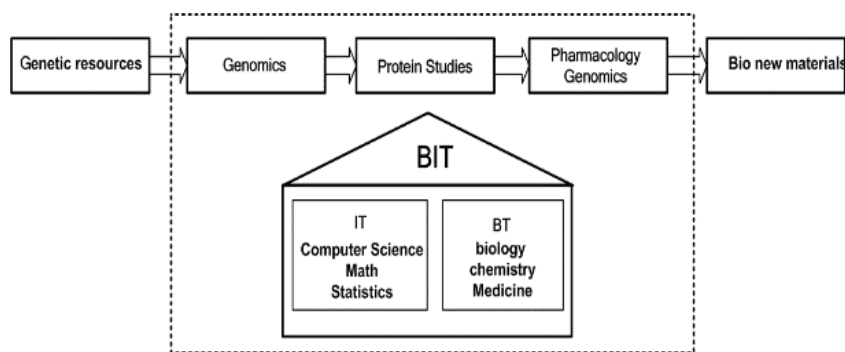 Genetic resources
Genomics
Protein Studies
Pharmacology
Genomics
Bio new materials
BIT
IT
Computer Science
Math
Statistics
BT
biology
chemistry
Medicine